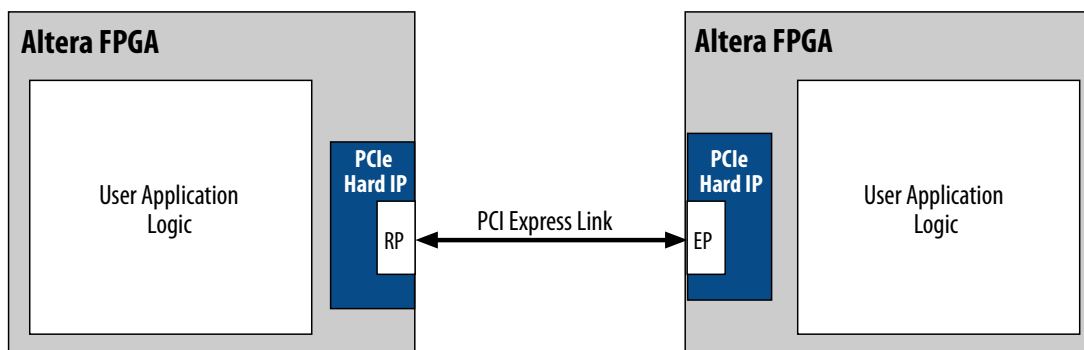 Altera FPGA
User Application
Logic
PCIe
Hard IP
RP
PCI Express Link
Altera FPGA
PCIe
Hard IP
EP
User Application
Logic